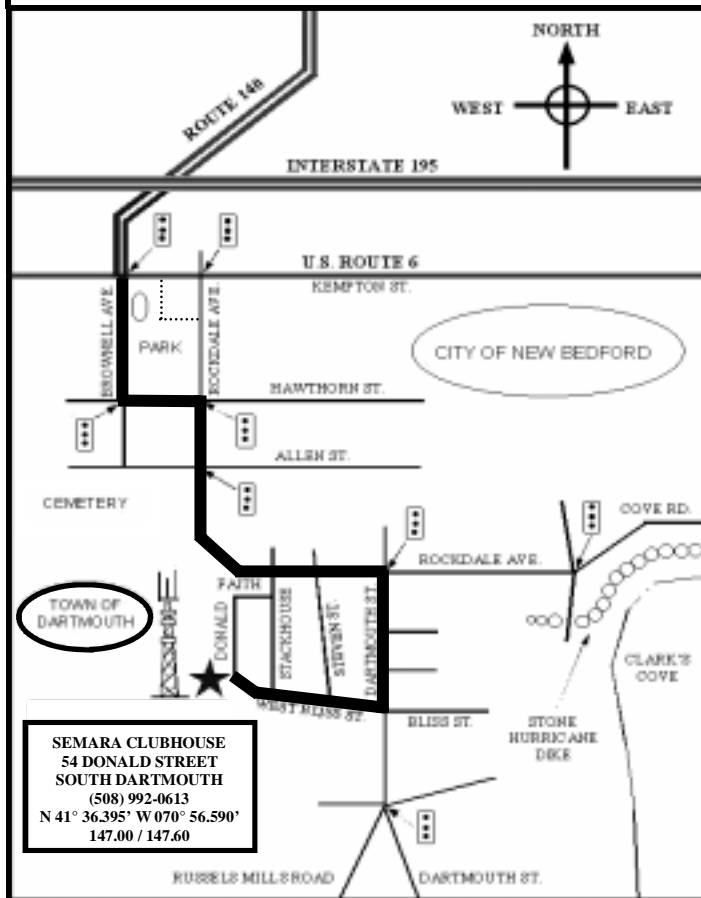 NORTH
ROUTE 140
WEST
EAST
INTERSTATE 195
U.S. ROUTE 6
KEMPTON ST.
BROWNELL AVE.
ROCKDALE AVE.
PARK
CITY OF NEW BEDFORD
HAWTHORN ST.
ALLEN ST.
CEMETERY
COVE RD.
ROCKDALE AVE.
FAITH
TOWN OF
DARTMOUTH
DONALD
STACKHOUSE
STEVEN ST.
DARTMOUTH ST.
CLARK'S
COVE
WEST BLISS ST.
BLISS ST.
STONE
HURRICANE
DIKE
SEMARA CLUBHOUSE
54 DONALD STREET
SOUTH DARTMOUTH
(508) 992-0613
N 41° 36.395’ W 070° 56.590’
147.00 / 147.60
RUSSELS MILLS ROAD
DARTMOUTH ST.